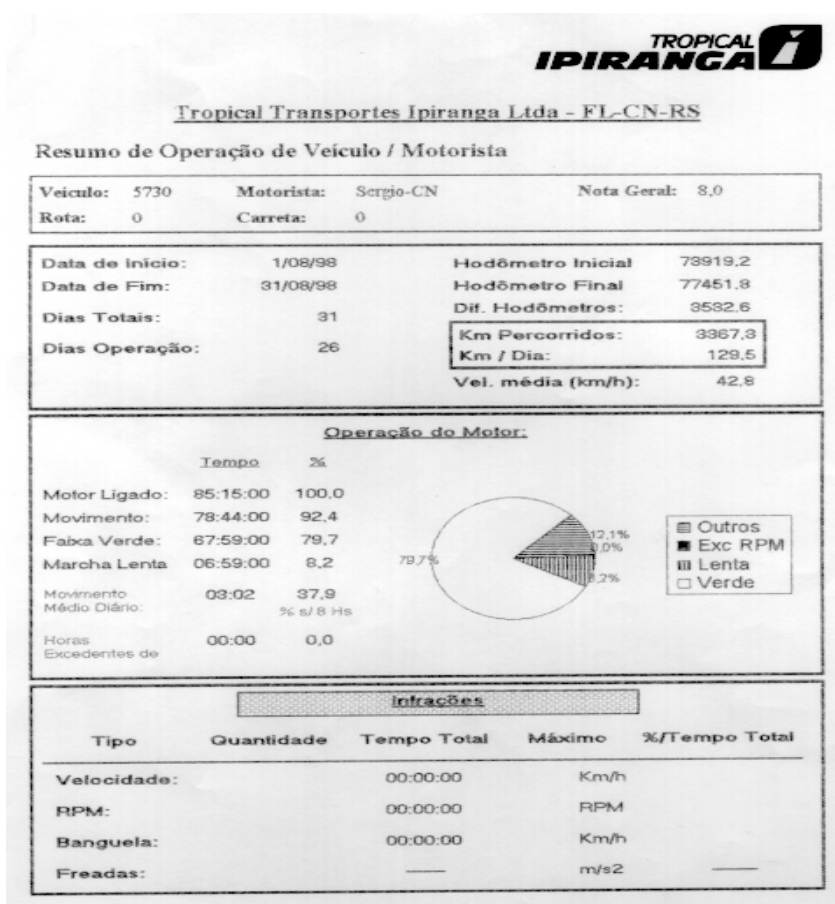 TROPICAL
IPIRANGA
Tropical Transportes Ipiranga Ltda - FL-CN-RS
Resumo de Operação de Veículo / Motorista
Veículo: 5730 Motorista: Sergio-CN Nota Geral: 8,0
Rota: 0 Carreta: 0
Data de Início: 1/08/98 Hodômetro Inicial 73919,2
Data de Fim: 31/08/98 Hodômetro Final 77451,8
Dias Totais: 31 Dif. Hodômetros: 3532,6
Dias Operação: 26 Km Percorridos: 3367,3
Km / Dia: 129,5
Vel. média (km/h): 42,8
Operação do Motor:
Tempo %
Motor Ligado: 85:15:00 100,0
Movimento: 78:44:00 92,4
Faixa Verde: 67:59:00 79,7
Marcha Lenta 06:59:00 8,2
Movimento Médio Diário: 03:02 37,9
% s/ 8 Hs
Horas Excedentes de 00:00 0,0
79,7%
12,1%
0,0%
8,2%
Outros
Exc RPM
Lenta
Verde
Infrações
Tipo Quantidade Tempo Total Máximo %/Tempo Total
Velocidade: 00:00:00 Km/h
RPM: 00:00:00 RPM
Banguela: 00:00:00 Km/h
Freadas: —— m/s2 ——